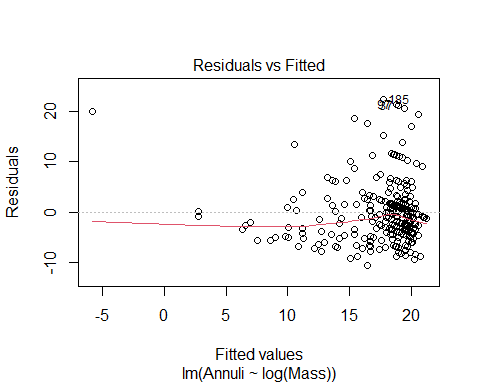 Residuals vs Fitted
Residuals
20
10
0
-10
185
-5
0
5
10
15
20
Fitted values
lm(Annuli ~ log(Mass))